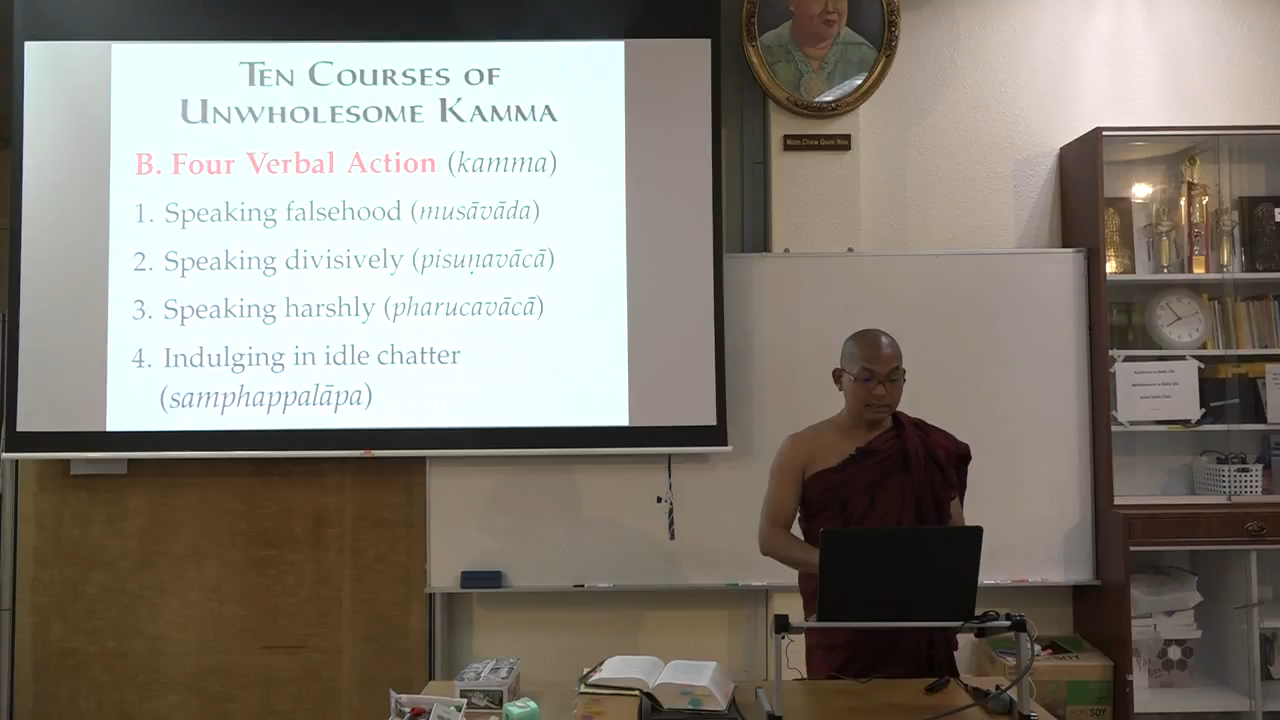 TEN COURSES OF
UNWHOLESOME KAMMA
B. Four Verbal Action (kamma)
1. Speaking falsehood (musāvāda)
2. Speaking divisively (pisuṇavācā)
3. Speaking harshly (pharucavācā)
4. Indulging in idle chatter
(samphappalāpa)
SOY